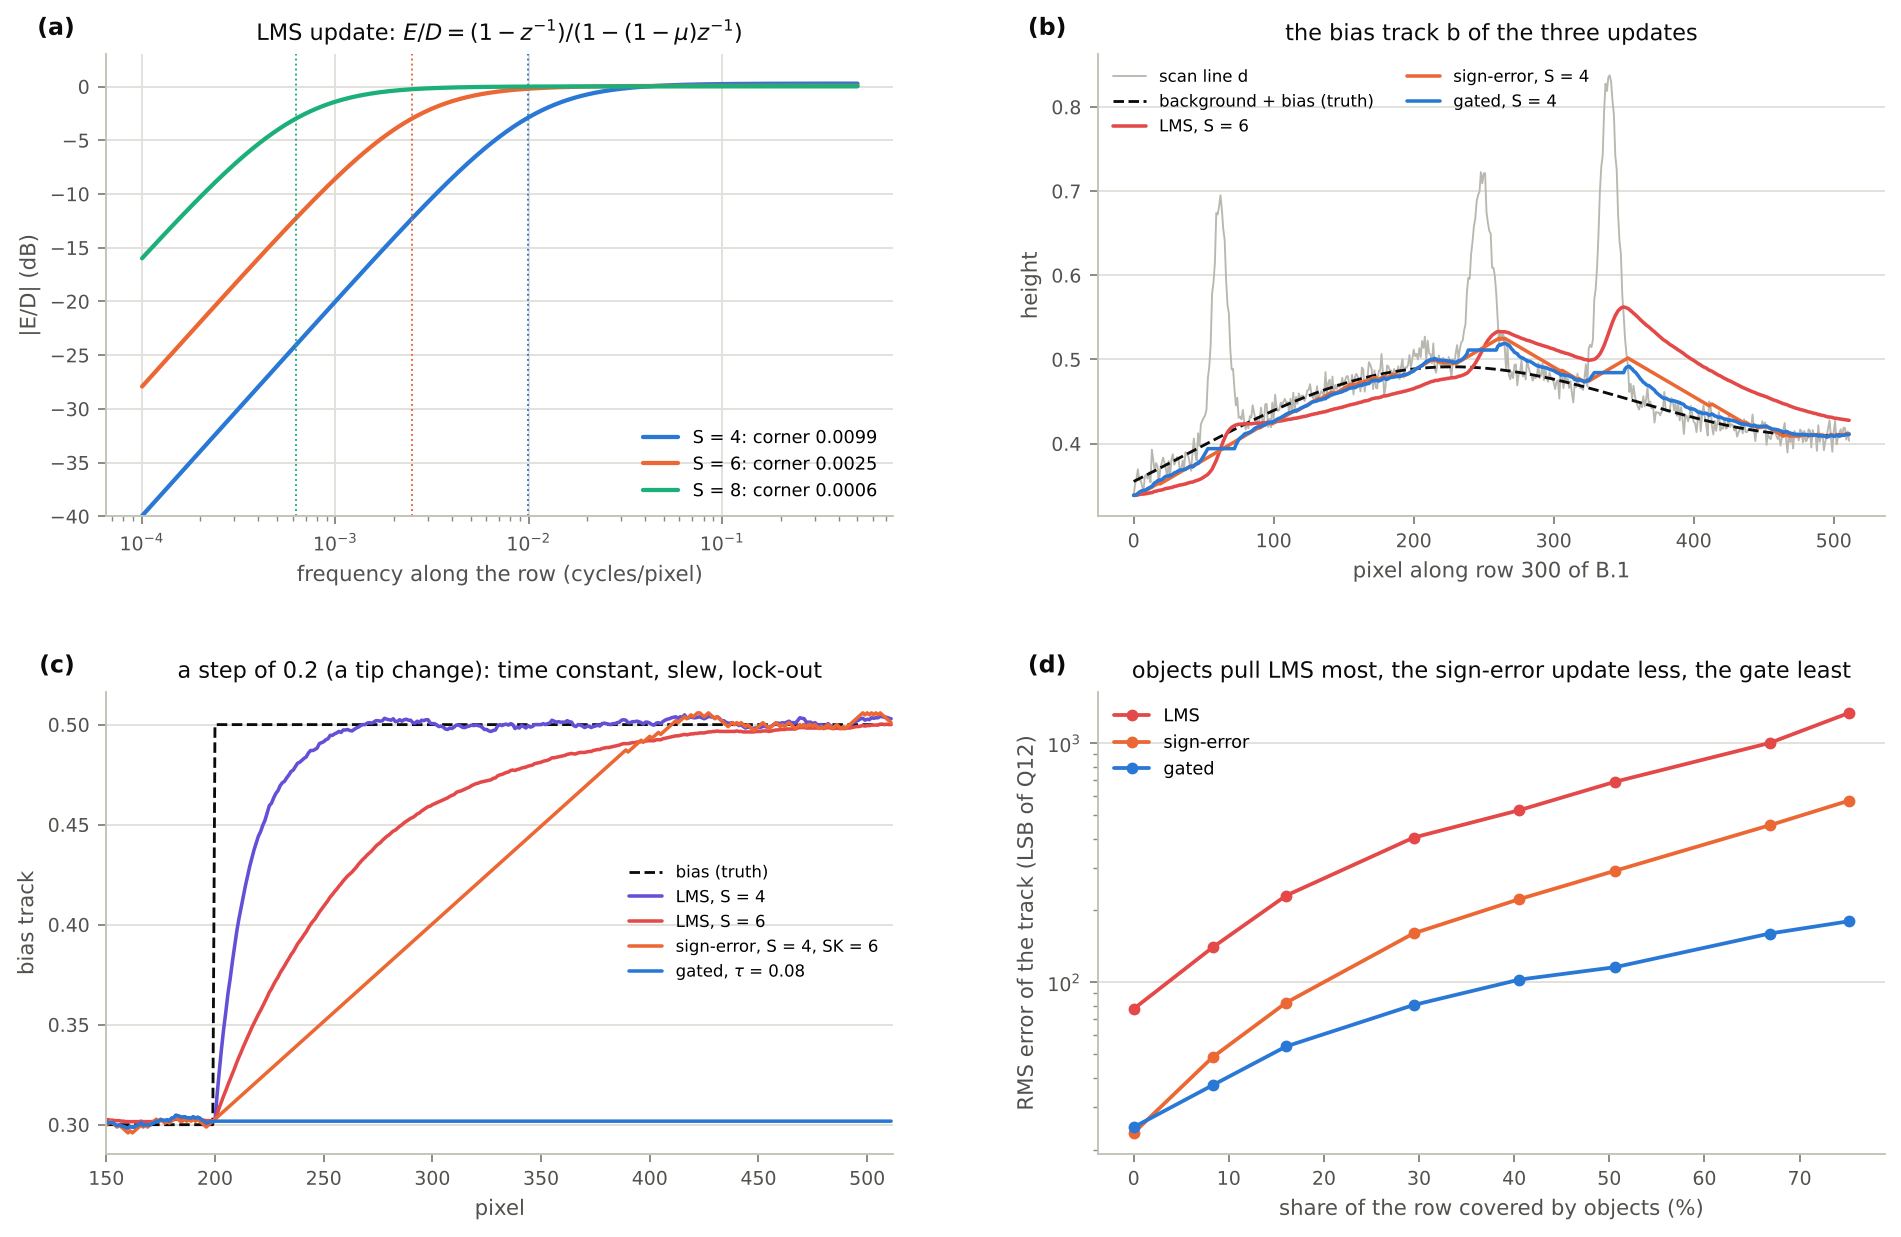 (a)
LMS update: E/D = (1 − z⁻¹)/(1 − (1 − μ)z⁻¹)
|E/D| (dB)
0
−5
−10
−15
−20
−25
−30
−35
−40
S = 4: corner 0.0099
S = 6: corner 0.0025
S = 8: corner 0.0006
10⁻⁴ 10⁻³ 10⁻² 10⁻¹
frequency along the row (cycles/pixel)
(b)
the bias track b of the three updates
scan line d
background + bias (truth)
LMS, S = 6
sign-error, S = 4
gated, S = 4
height
0.8
0.7
0.6
0.5
0.4
0 100 200 300 400 500
pixel along row 300 of B.1
(c)
a step of 0.2 (a tip change): time constant, slew, lock-out
bias track
0.50
0.45
0.40
0.35
0.30
bias (truth)
LMS, S = 4
LMS, S = 6
sign-error, S = 4, SK = 6
gated, τ = 0.08
150 200 250 300 350 400 450 500
pixel
(d)
objects pull LMS most, the sign-error update less, the gate least
LMS
sign-error
gated
RMS error of the track (LSB of Q12)
10³
10²
0 10 20 30 40 50 60 70
share of the row covered by objects (%)